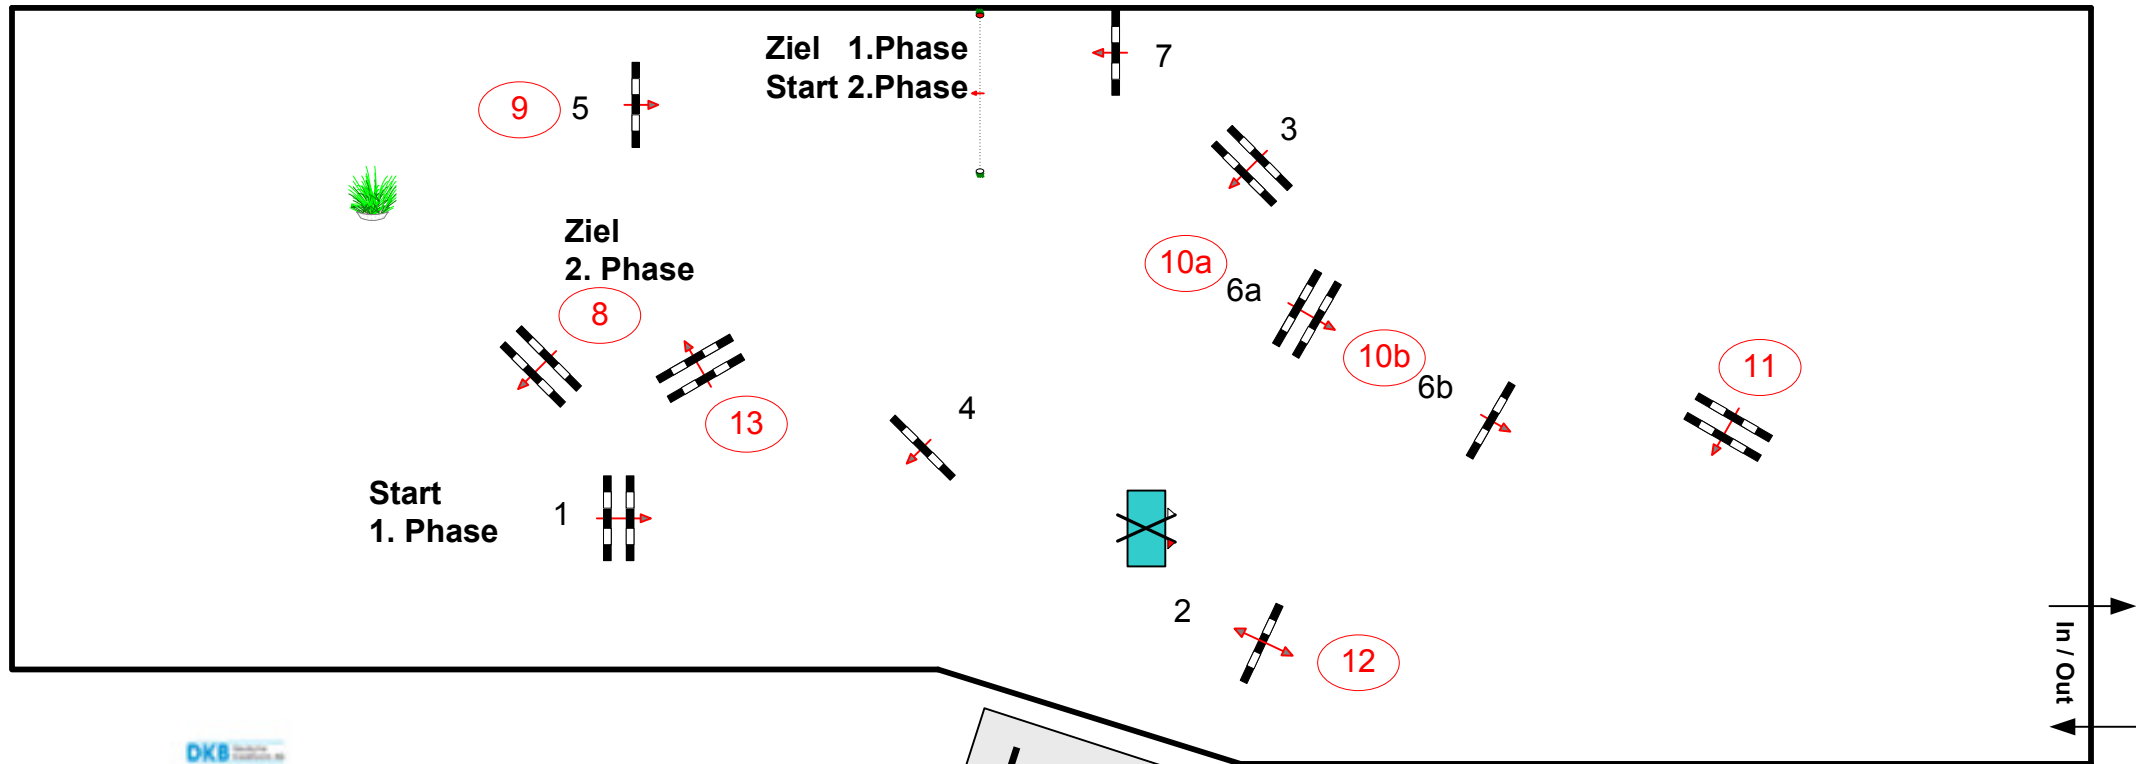 Ziel 1.Phase
Start 2.Phase
7
9
5
3
Ziel
2. Phase
10a
6a
8
10b
6b
11
13
4
Start
1. Phase
1
2
12
In / Out
DKB